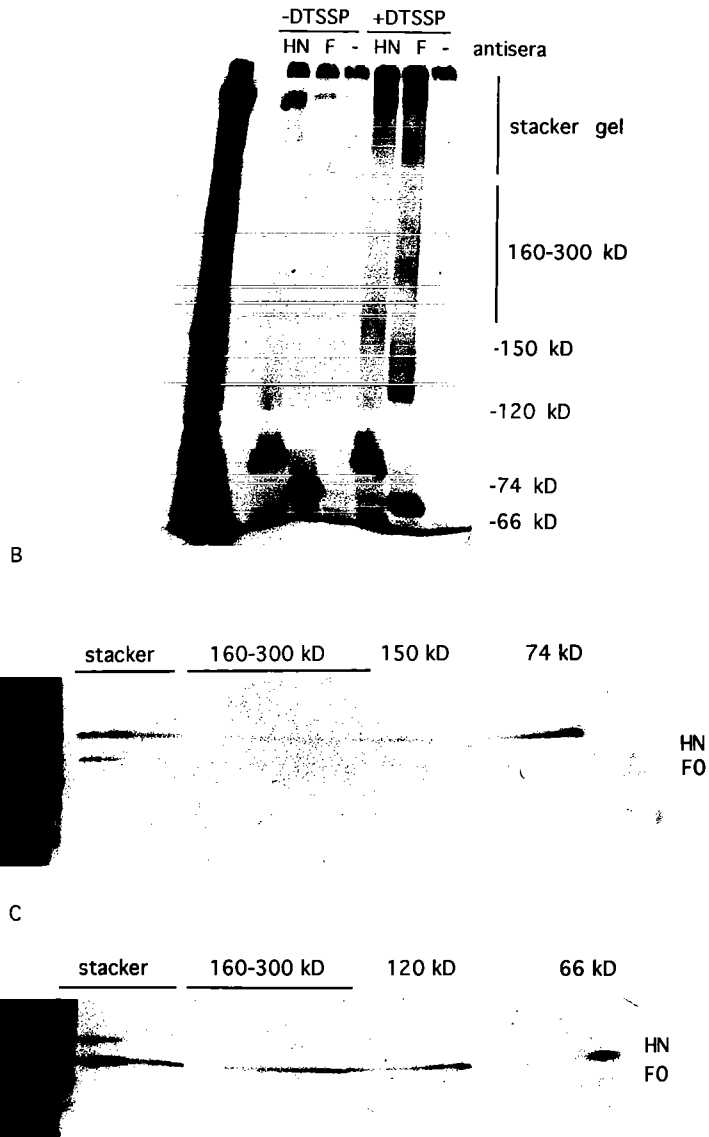 -DTSSP +DTSSP
HN F - HN F - antisera
stacker gel
160-300 kD
-150 kD
-120 kD
-74 kD
-66 kD
B
stacker 160-300 kD 150 kD 74 kD
HN
F0
C
stacker 160-300 kD 120 kD 66 kD
HN
F0